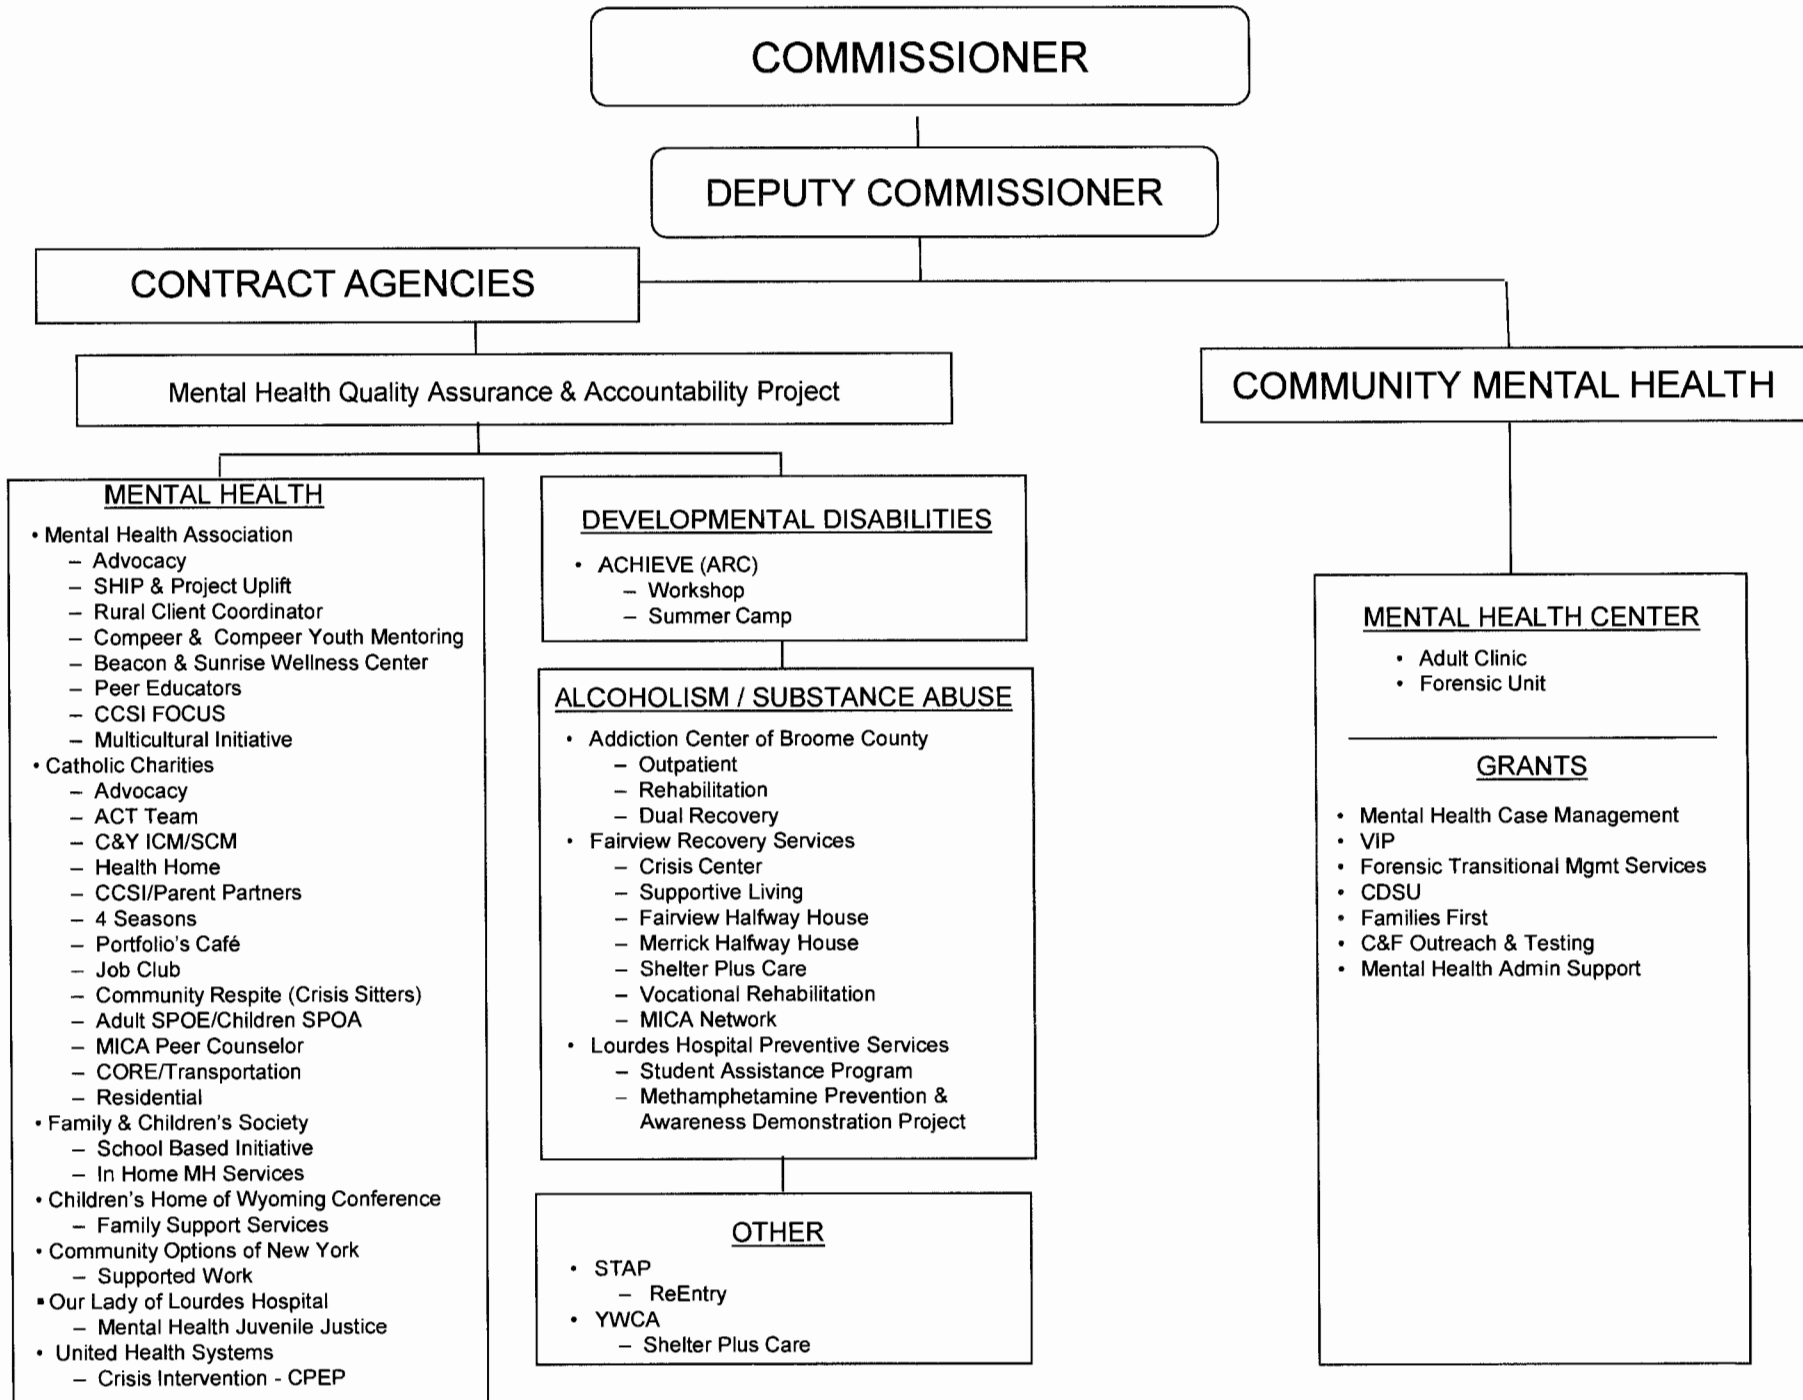 COMMISSIONER
DEPUTY COMMISSIONER
CONTRACT AGENCIES
Mental Health Quality Assurance & Accountability Project
MENTAL HEALTH
• Mental Health Association
– Advocacy
– SHIP & Project Uplift
– Rural Client Coordinator
– Compeer & Compeer Youth Mentoring
– Beacon & Sunrise Wellness Center
– Peer Educators
– CCSI FOCUS
– Multicultural Initiative
• Catholic Charities
– Advocacy
– ACT Team
– C&Y ICM/SCM
– Health Home
– CCSI/Parent Partners
– 4 Seasons
– Portfolio's Café
– Job Club
– Community Respite (Crisis Sitters)
– Adult SPOE/Children SPOA
– MICA Peer Counselor
– CORE/Transportation
– Residential
• Family & Children's Society
– School Based Initiative
– In Home MH Services
• Children's Home of Wyoming Conference
– Family Support Services
• Community Options of New York
– Supported Work
▪ Our Lady of Lourdes Hospital
– Mental Health Juvenile Justice
• United Health Systems
– Crisis Intervention - CPEP
DEVELOPMENTAL DISABILITIES
• ACHIEVE (ARC)
– Workshop
– Summer Camp
ALCOHOLISM / SUBSTANCE ABUSE
• Addiction Center of Broome County
– Outpatient
– Rehabilitation
– Dual Recovery
• Fairview Recovery Services
– Crisis Center
– Supportive Living
– Fairview Halfway House
– Merrick Halfway House
– Shelter Plus Care
– Vocational Rehabilitation
– MICA Network
• Lourdes Hospital Preventive Services
– Student Assistance Program
– Methamphetamine Prevention &
Awareness Demonstration Project
OTHER
• STAP
– ReEntry
• YWCA
– Shelter Plus Care
COMMUNITY MENTAL HEALTH
MENTAL HEALTH CENTER
• Adult Clinic
• Forensic Unit
GRANTS
• Mental Health Case Management
• VIP
• Forensic Transitional Mgmt Services
• CDSU
• Families First
• C&F Outreach & Testing
• Mental Health Admin Support